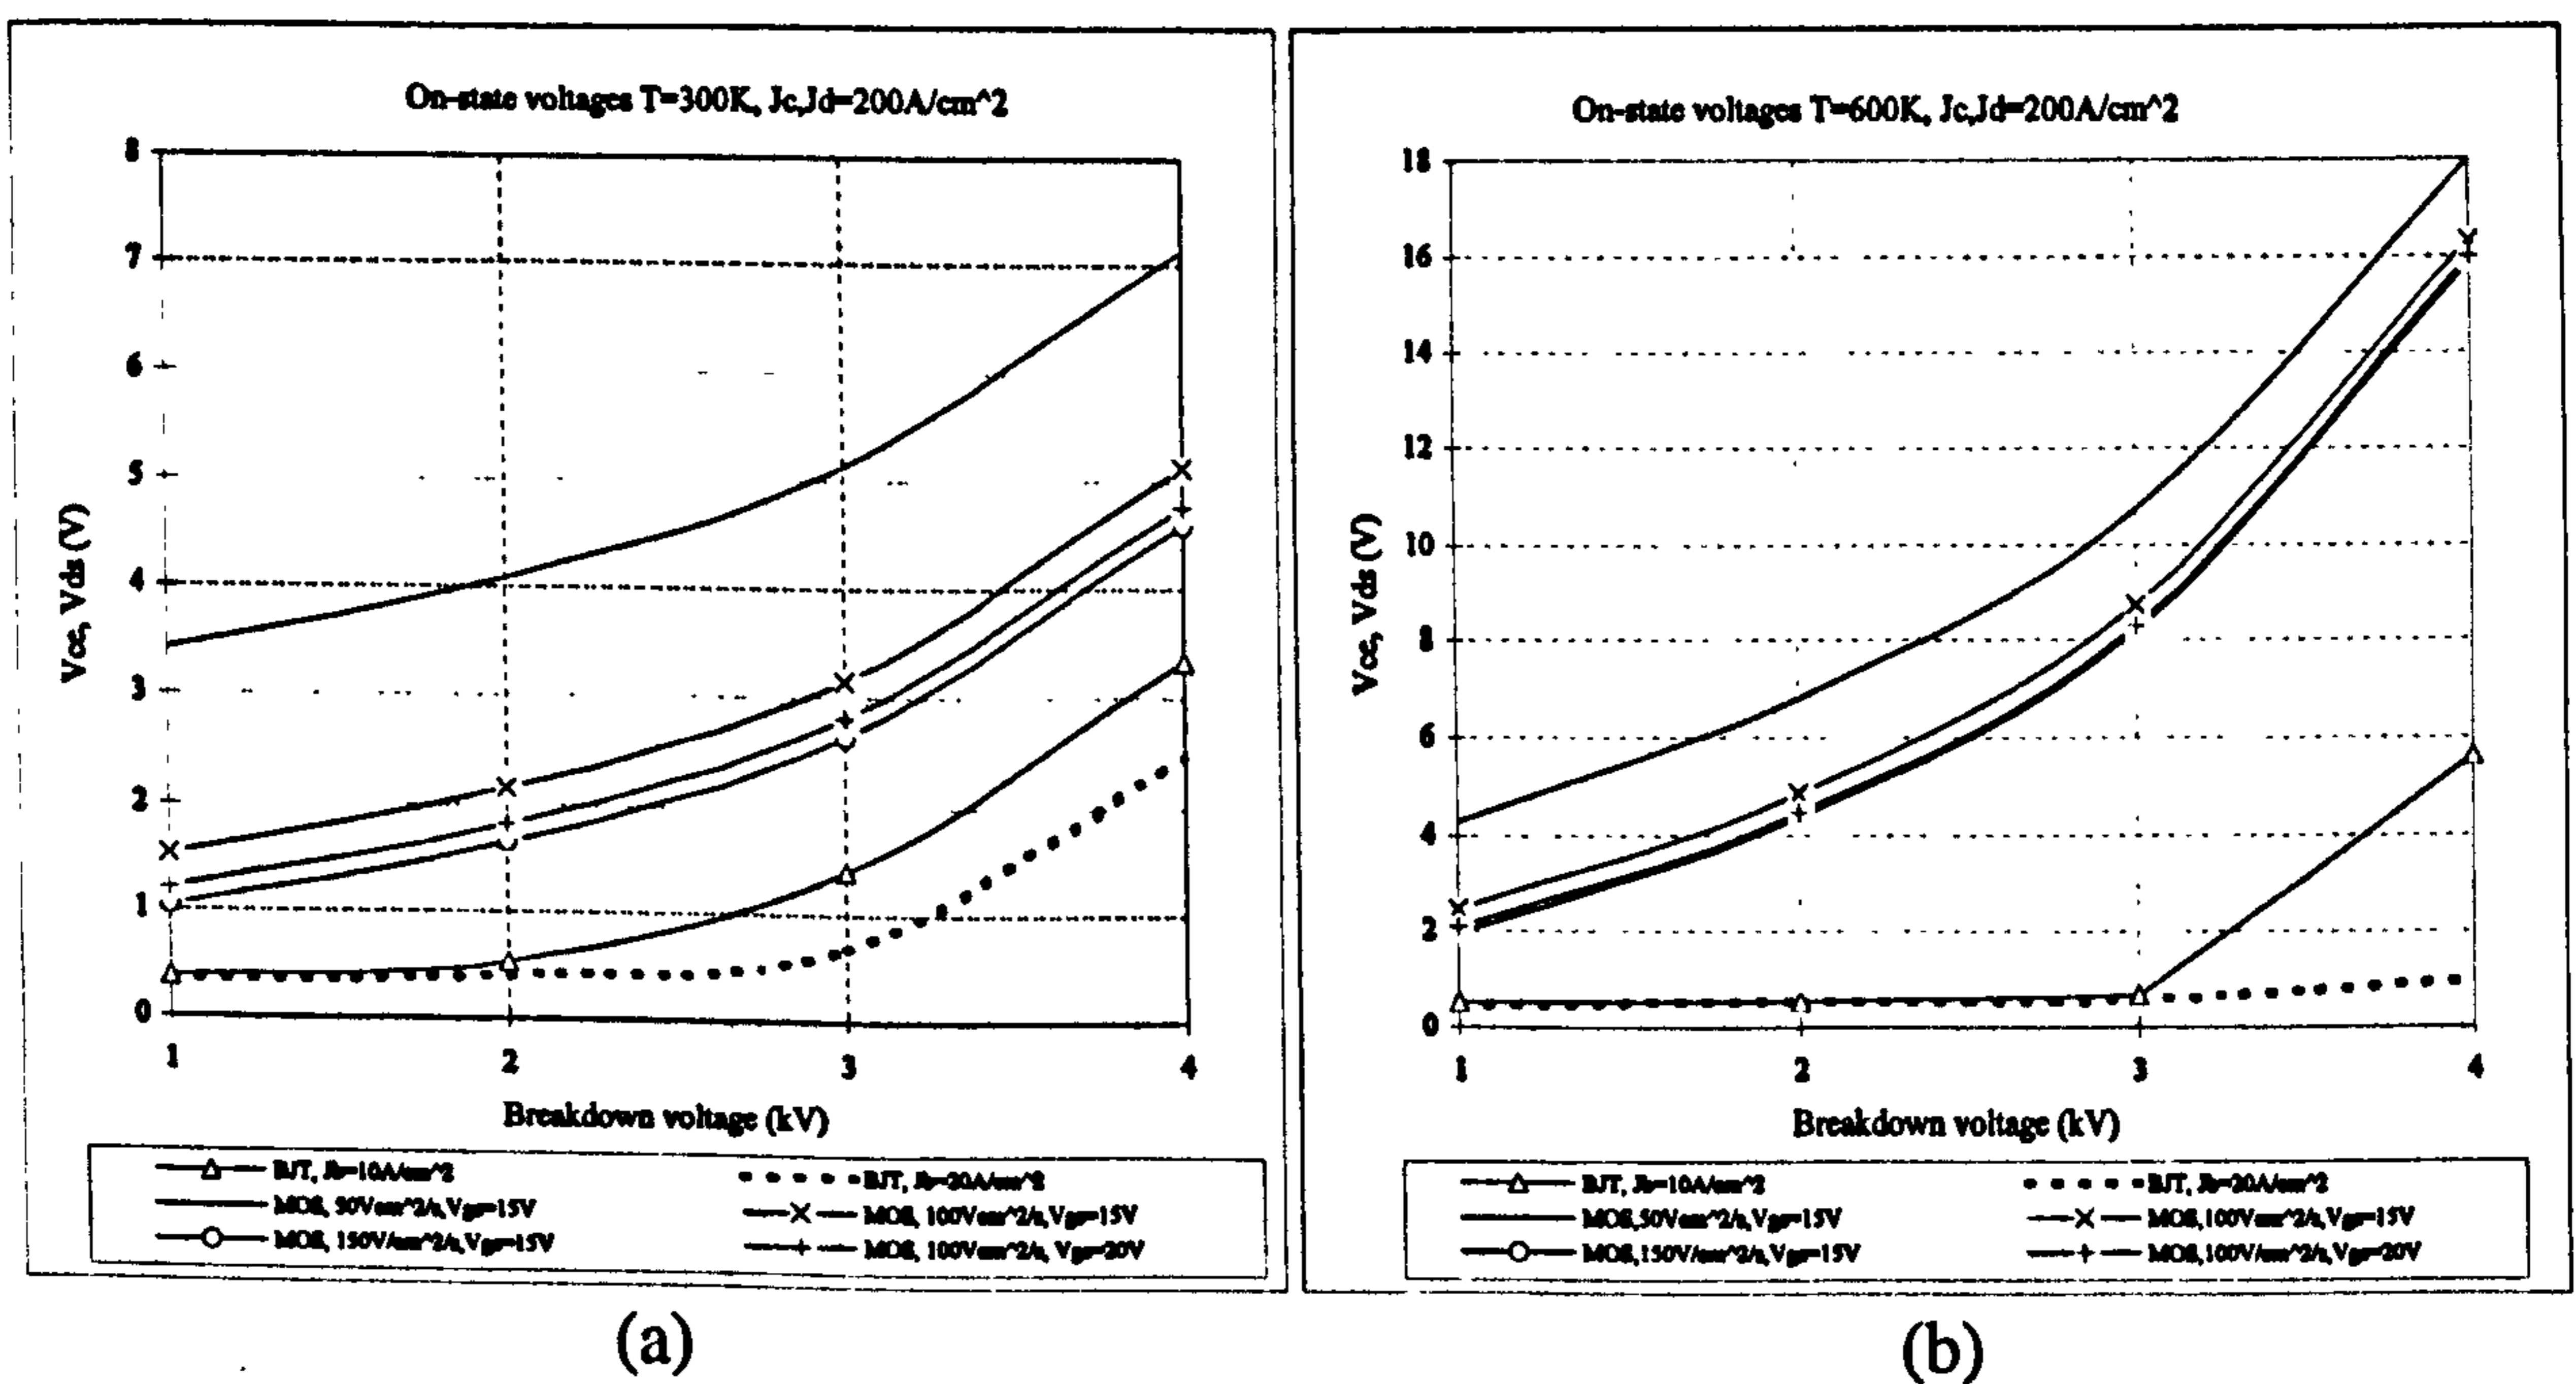 On-state voltages T=300K, Jc,Jd=200A/cm^2
8
7
6
5
4
3
2
1
0
Vce, Vds (V)
1 2 3 4
Breakdown voltage (kV)
BJT, Jb=10A/cm^2
BJT, Jb=20A/cm^2
MOS, 50Vcm^2/s,Vgs=15V
MOS, 100Vcm^2/s,Vgs=15V
MOS, 150V/cm^2/s,Vgs=15V
MOS, 100Vcm^2/s, Vgs=20V
(a)
On-state voltages T=600K, Jc,Jd=200A/cm^2
18
16
14
12
10
8
6
4
2
0
Vce, Vds (V)
1 2 3 4
Breakdown voltage (kV)
BJT, Jb=10A/cm^2
BJT, Jb=20A/cm^2
MOS,50Vcm^2/s,Vgs=15V
MOS,100Vcm^2/s,Vgs=15V
MOS,150V/cm^2/s,Vgs=15V
MOS,100V/cm^2/s,Vgs=20V
(b)